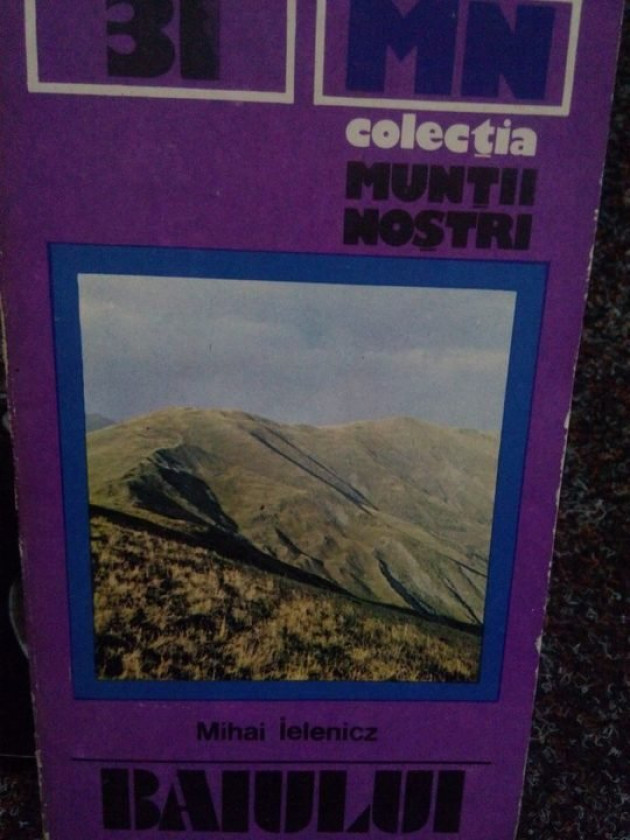 31 MN
colecția
MUNȚII
NOȘTRI
Mihai Ielenicz
BAIULUI